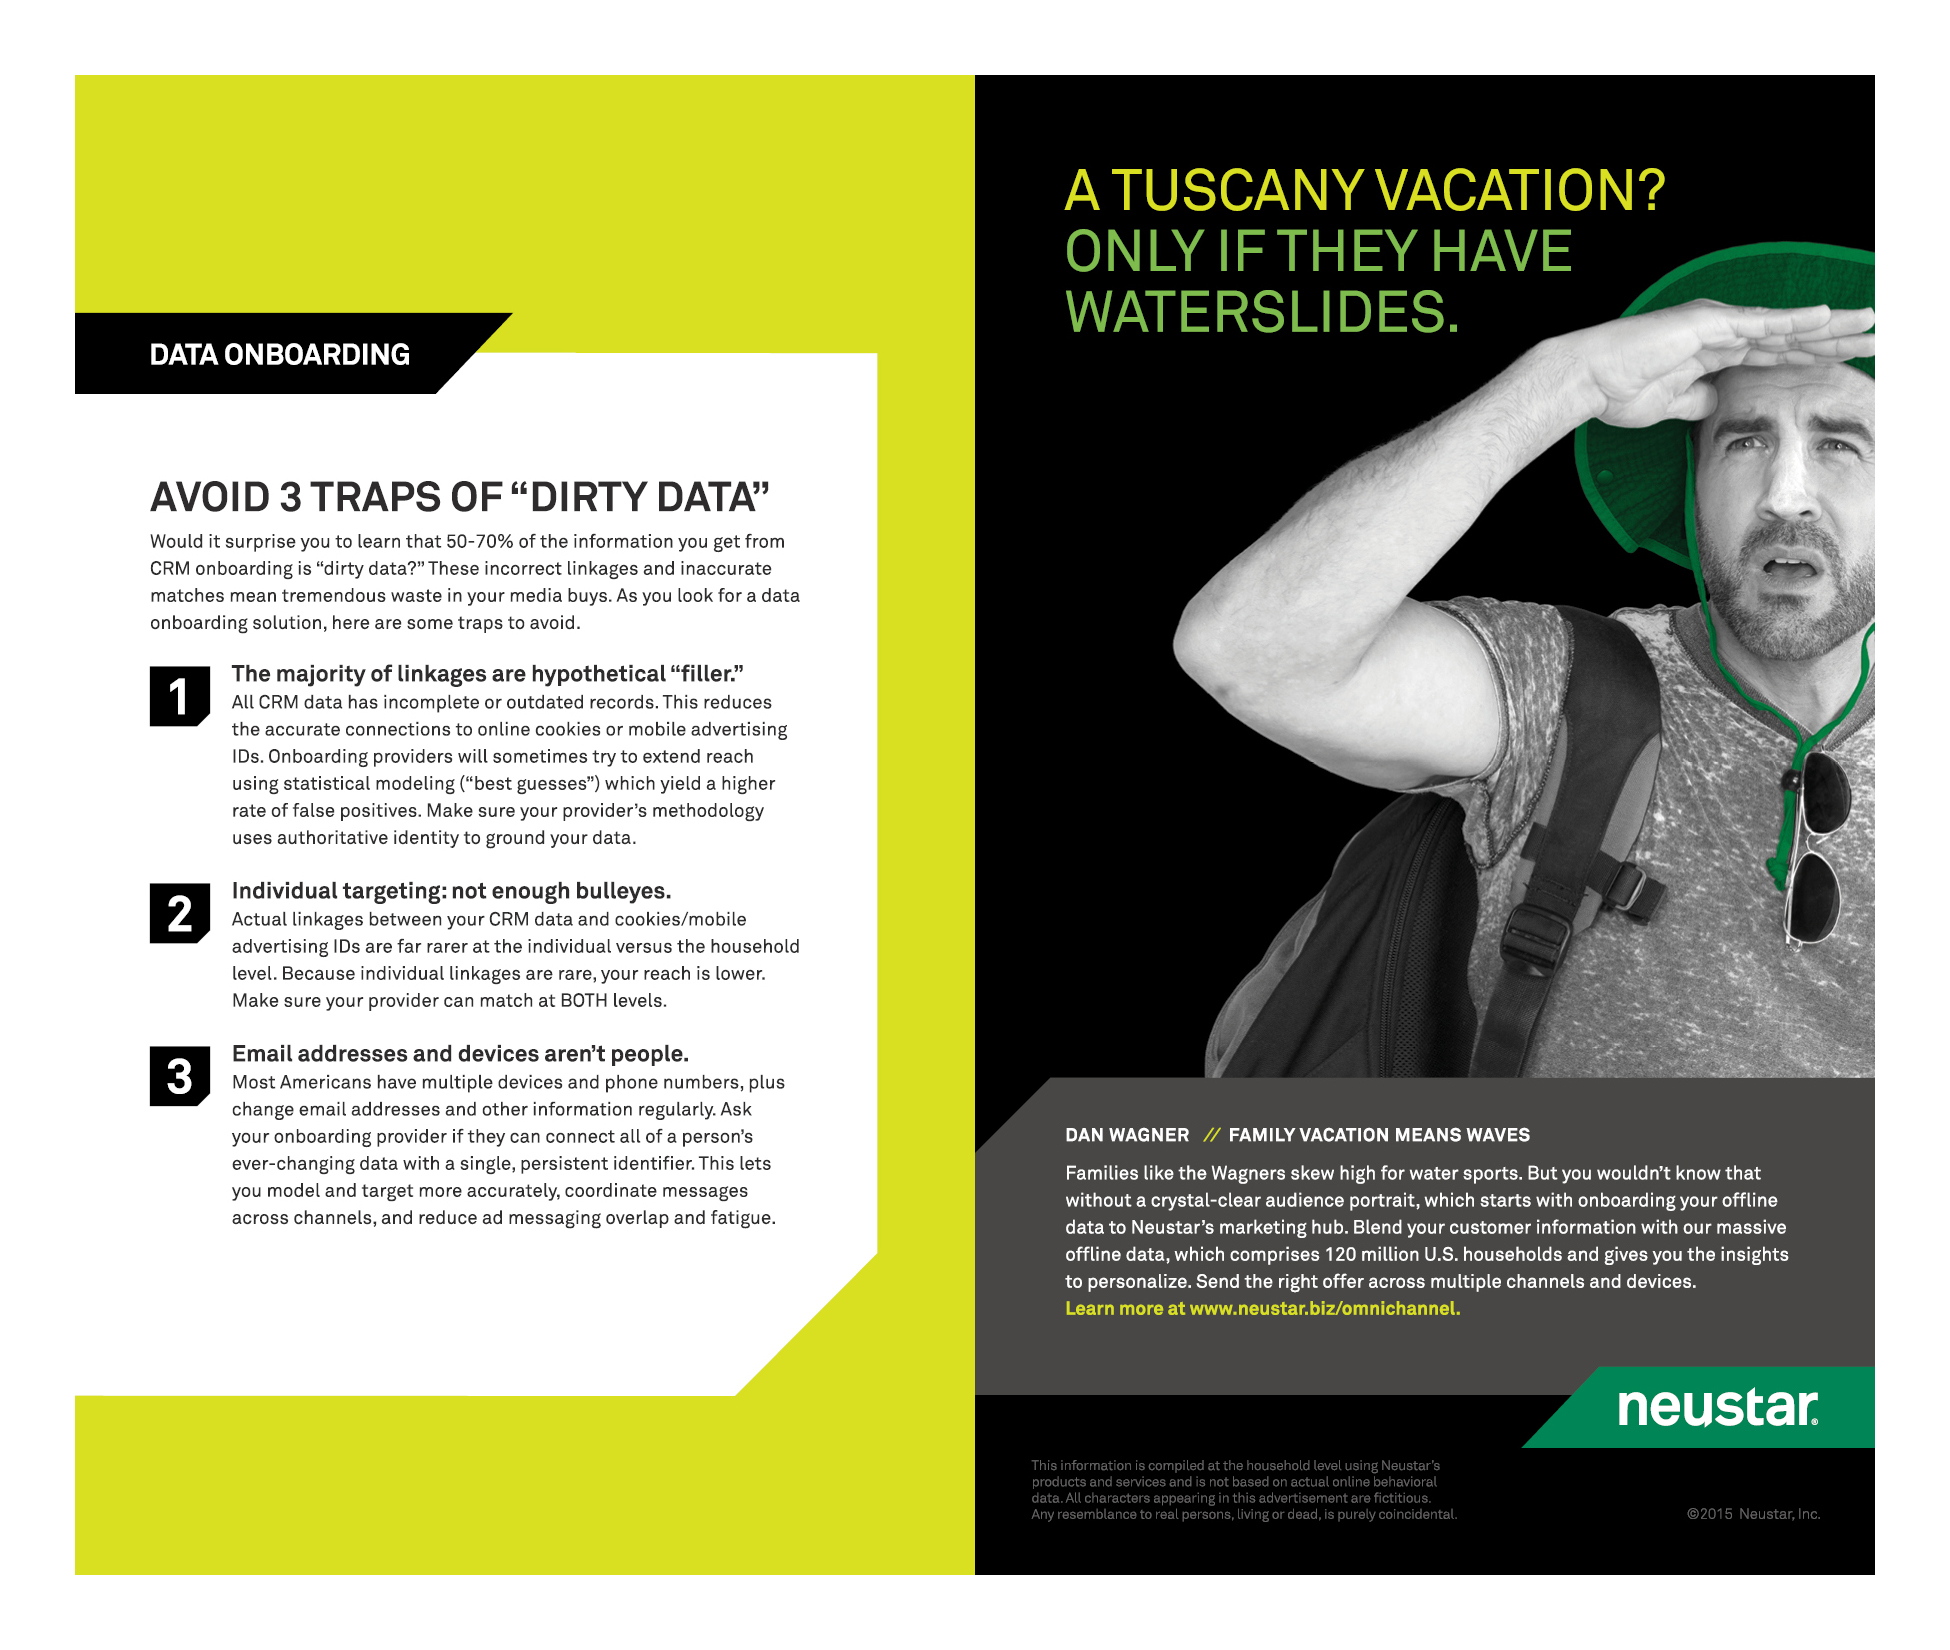 DATA ONBOARDING
AVOID 3 TRAPS OF “DIRTY DATA”
Would it surprise you to learn that 50-70% of the information you get from
CRM onboarding is “dirty data?” These incorrect linkages and inaccurate
matches mean tremendous waste in your media buys. As you look for a data
onboarding solution, here are some traps to avoid.
1
The majority of linkages are hypothetical “filler.”
All CRM data has incomplete or outdated records. This reduces
the accurate connections to online cookies or mobile advertising
IDs. Onboarding providers will sometimes try to extend reach
using statistical modeling (“best guesses”) which yield a higher
rate of false positives. Make sure your provider’s methodology
uses authoritative identity to ground your data.
2
Individual targeting: not enough bulleyes.
Actual linkages between your CRM data and cookies/mobile
advertising IDs are far rarer at the individual versus the household
level. Because individual linkages are rare, your reach is lower.
Make sure your provider can match at BOTH levels.
3
Email addresses and devices aren’t people.
Most Americans have multiple devices and phone numbers, plus
change email addresses and other information regularly. Ask
your onboarding provider if they can connect all of a person’s
ever-changing data with a single, persistent identifier. This lets
you model and target more accurately, coordinate messages
across channels, and reduce ad messaging overlap and fatigue.
A TUSCANY VACATION?
ONLY IF THEY HAVE
WATERSLIDES.
DAN WAGNER // FAMILY VACATION MEANS WAVES
Families like the Wagners skew high for water sports. But you wouldn’t know that
without a crystal-clear audience portrait, which starts with onboarding your offline
data to Neustar’s marketing hub. Blend your customer information with our massive
offline data, which comprises 120 million U.S. households and gives you the insights
to personalize. Send the right offer across multiple channels and devices.
Learn more at www.neustar.biz/omnichannel.
neustar®
This information is compiled at the household level using Neustar’s
products and services and is not based on actual online behavioral
data. All characters appearing in this advertisement are fictitious.
Any resemblance to real persons, living or dead, is purely coincidental.
©2015 Neustar, Inc.